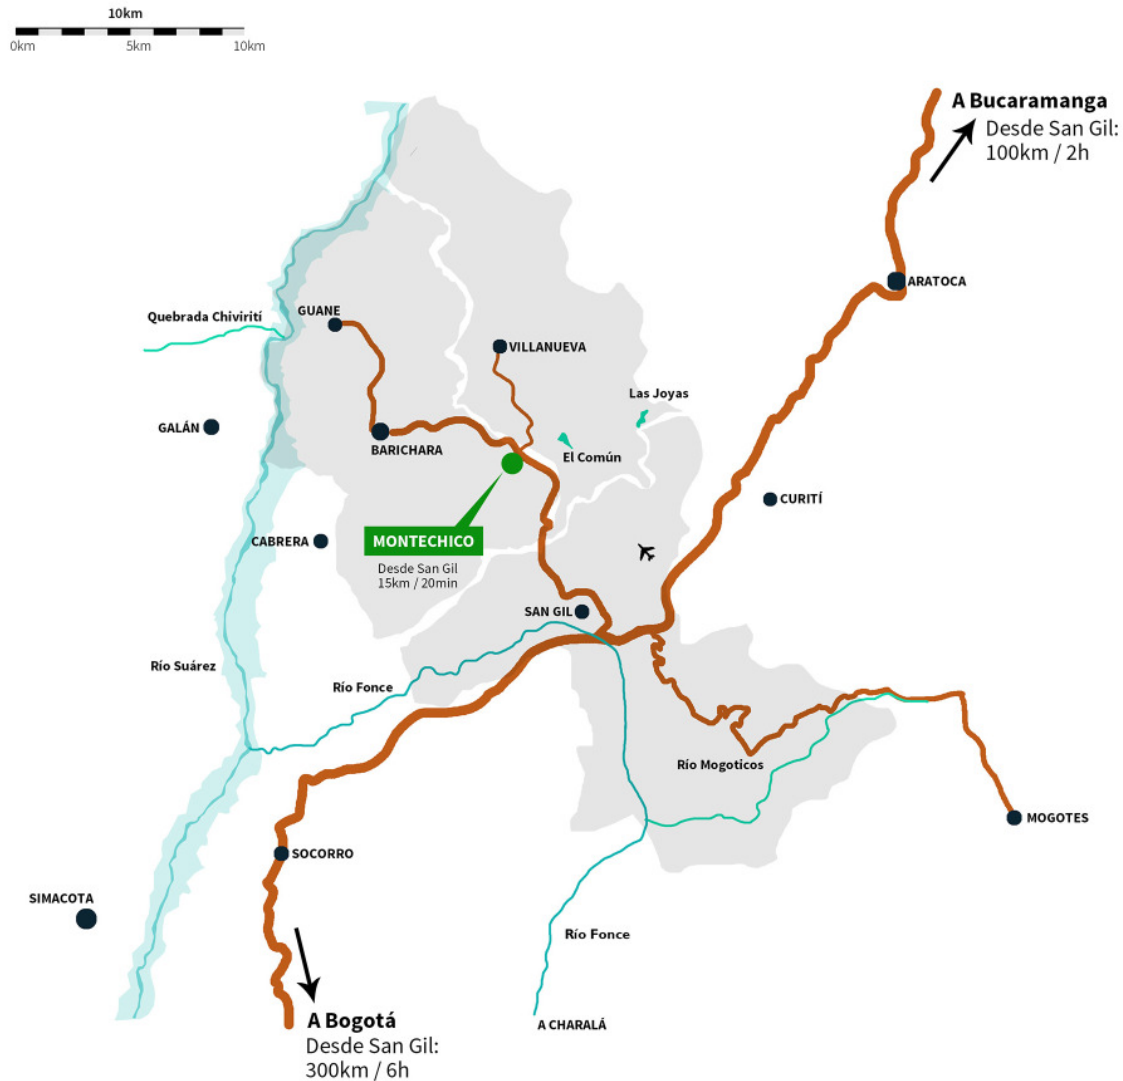 10km
0km
5km
10km
A Bucaramanga
Desde San Gil:
100km / 2h
ARATOCA
Quebrada Chivirití
GUANE
VILLANUEVA
Las Joyas
GALÁN
BARICHARA
El Común
CURITÍ
CABRERA
MONTECHICO
Desde San Gil
15km / 20min
SAN GIL
Río Suárez
Río Fonce
Río Mogoticos
MOGOTES
SOCORRO
SIMACOTA
Río Fonce
A Bogotá
Desde San Gil:
300km / 6h
A CHARALÁ